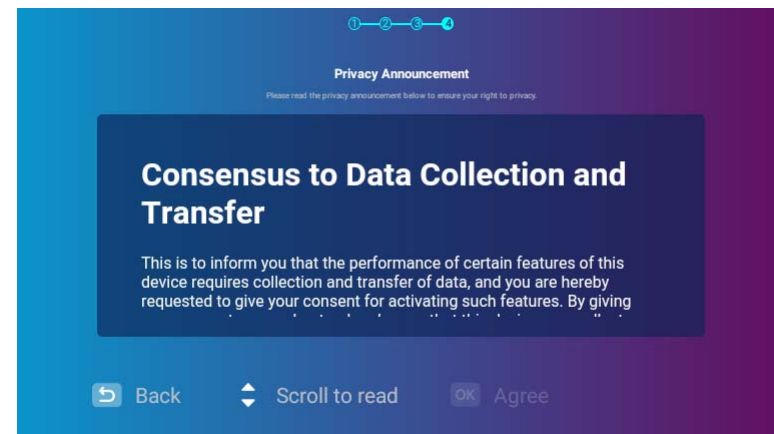 1 2 3 4
Privacy Announcement
Please read the privacy announcement below to ensure your right to privacy.
Consensus to Data Collection and
Transfer
This is to inform you that the performance of certain features of this
device requires collection and transfer of data, and you are hereby
requested to give your consent for activating such features. By giving
Back
Scroll to read
OK Agree